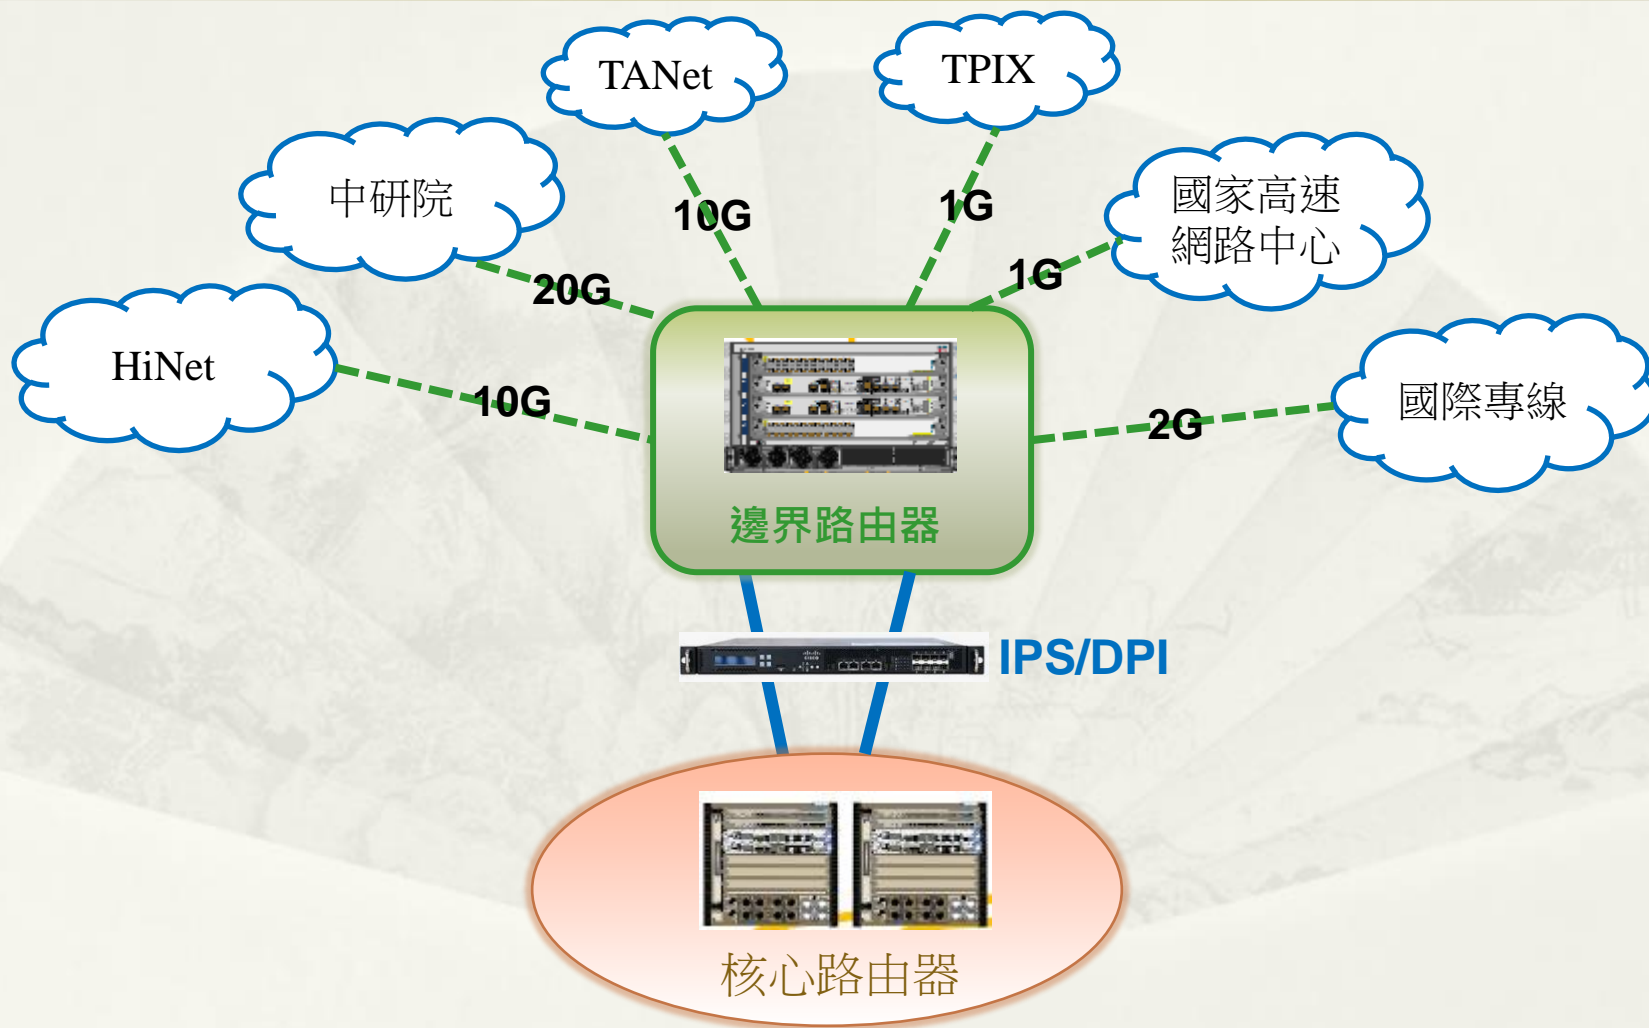 TANet
TPIX
中研院
國家高速
網路中心
10G
1G
1G
20G
HiNet
10G
國際專線
2G
邊界路由器
IPS/DPI
核心路由器